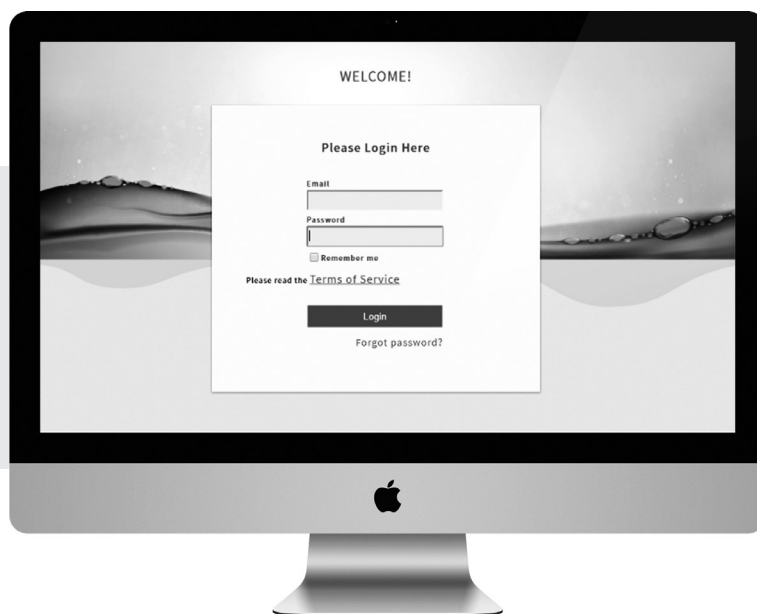 WELCOME!
Please Login Here
Email
Password
Remember me
Please read the Terms of Service
Login
Forgot password?